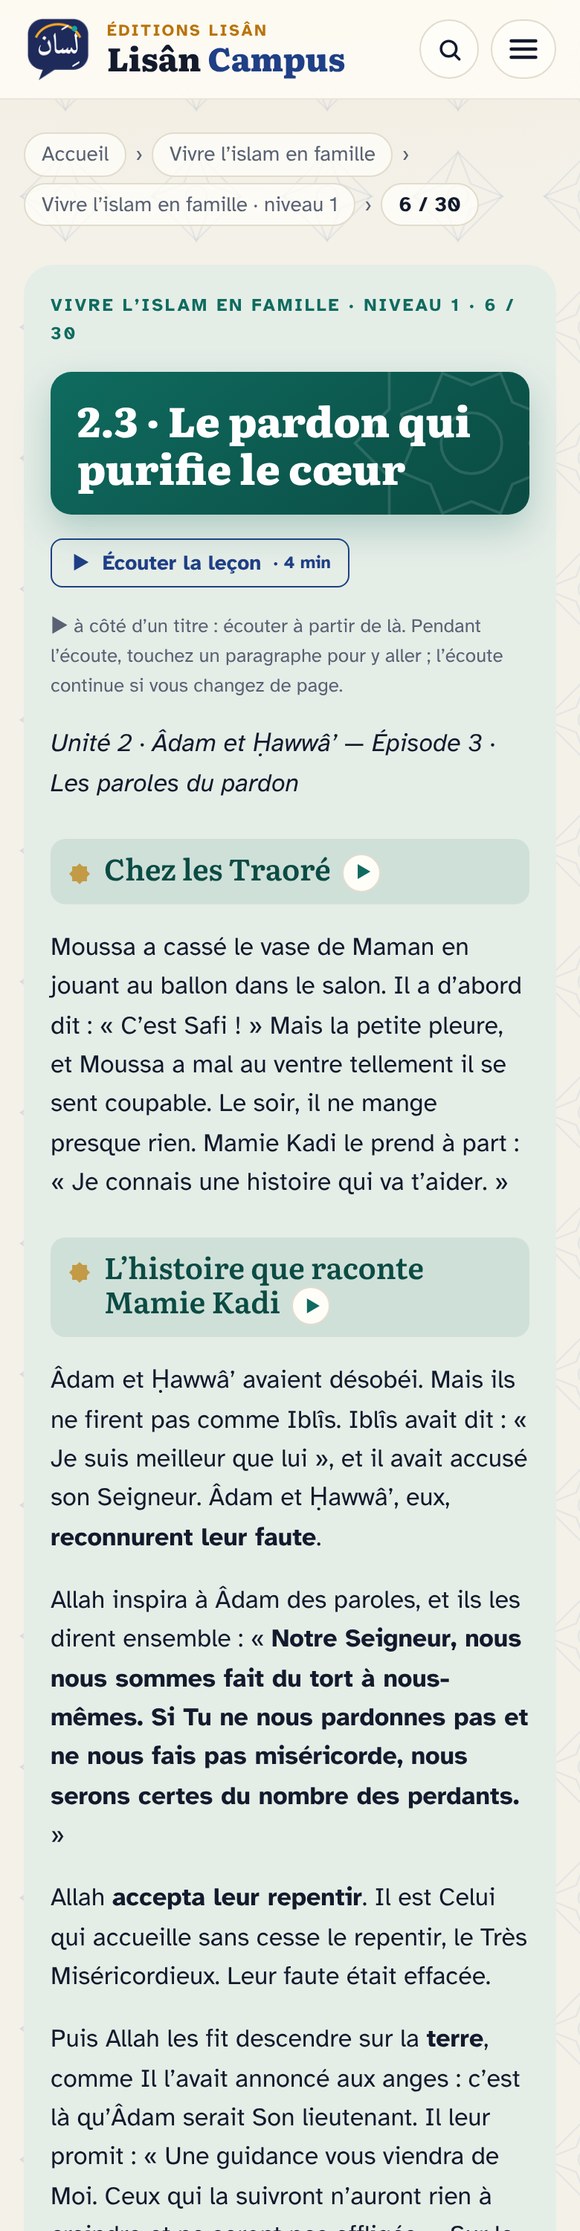 لِسَان
ÉDITIONS LISÂN
Lisân Campus
Accueil › Vivre l’islam en famille ›
Vivre l’islam en famille · niveau 1 › 6 / 30
VIVRE L’ISLAM EN FAMILLE · NIVEAU 1 · 6 /
30
2.3 · Le pardon qui
purifie le cœur
▶ Écouter la leçon · 4 min
▶ à côté d’un titre : écouter à partir de là. Pendant
l’écoute, touchez un paragraphe pour y aller ; l’écoute
continue si vous changez de page.
Unité 2 · Âdam et Ḥawwâ’ — Épisode 3 ·
Les paroles du pardon
Chez les Traoré
Moussa a cassé le vase de Maman en
jouant au ballon dans le salon. Il a d’abord
dit : « C’est Safi ! » Mais la petite pleure,
et Moussa a mal au ventre tellement il se
sent coupable. Le soir, il ne mange
presque rien. Mamie Kadi le prend à part :
« Je connais une histoire qui va t’aider. »
L’histoire que raconte
Mamie Kadi
Âdam et Ḥawwâ’ avaient désobéi. Mais ils
ne firent pas comme Iblîs. Iblîs avait dit : «
Je suis meilleur que lui », et il avait accusé
son Seigneur. Âdam et Ḥawwâ’, eux,
reconnurent leur faute.
Allah inspira à Âdam des paroles, et ils les
dirent ensemble : « Notre Seigneur, nous
nous sommes fait du tort à nous-
mêmes. Si Tu ne nous pardonnes pas et
ne nous fais pas miséricorde, nous
serons certes du nombre des perdants.
»
Allah accepta leur repentir. Il est Celui
qui accueille sans cesse le repentir, le Très
Miséricordieux. Leur faute était effacée.
Puis Allah les fit descendre sur la terre,
comme Il l’avait annoncé aux anges : c’est
là qu’Âdam serait Son lieutenant. Il leur
promit : « Une guidance vous viendra de
Moi. Ceux qui la suivront n’auront rien à